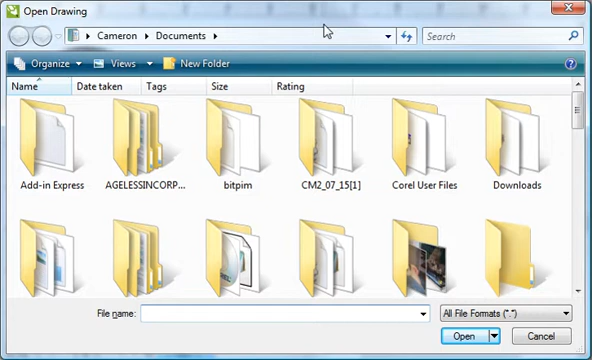 Open Drawing
Cameron Documents Search
Organize Views New Folder
Name Date taken Tags Size Rating
Add-in Express AGELESSINCORP... bitpim CM2_07_15[1] Corel User Files Downloads
File name: All File Formats (*.*)
Open Cancel